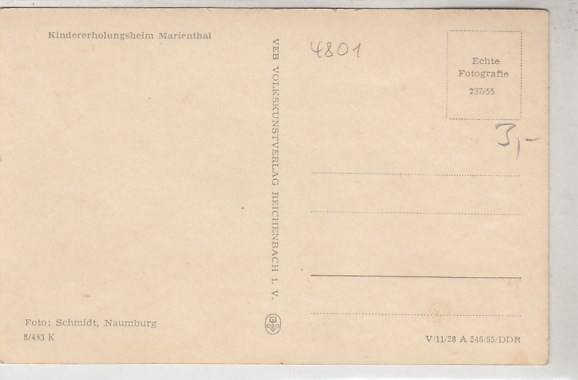 Kindererholungsheim Marienthal
4801
Echte
Fotografie
237/55
3,-
VEB VOLKSKUNSTVERLAG REICHENBACH i. V.
Foto: Schmidt, Naumburg
8/483 K
V/11/28 A 546/55/DDR